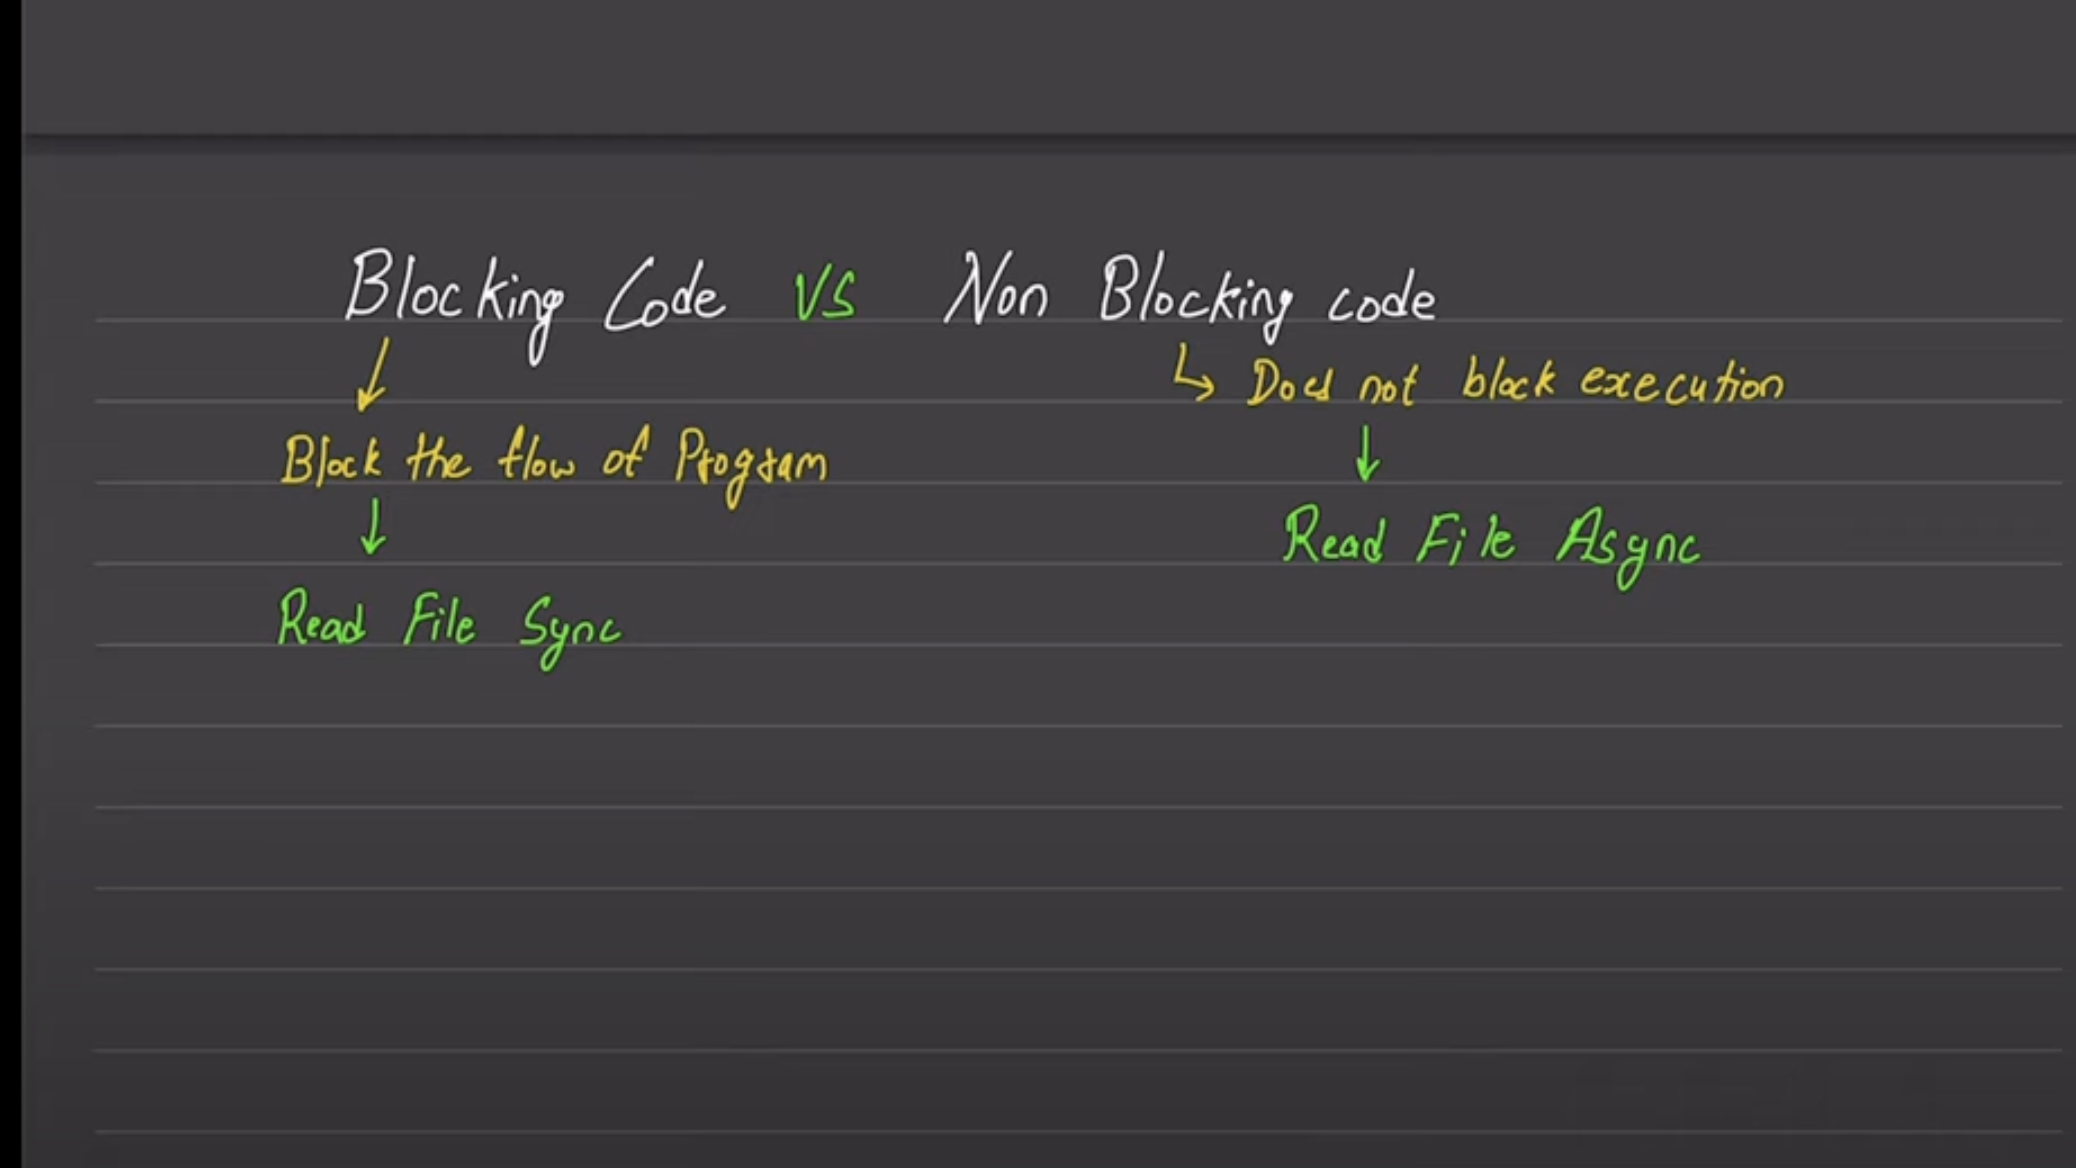 Blocking Code VS Non Blocking code
Does not block execution
Block the flow of Program
Read File Async
Read File Sync